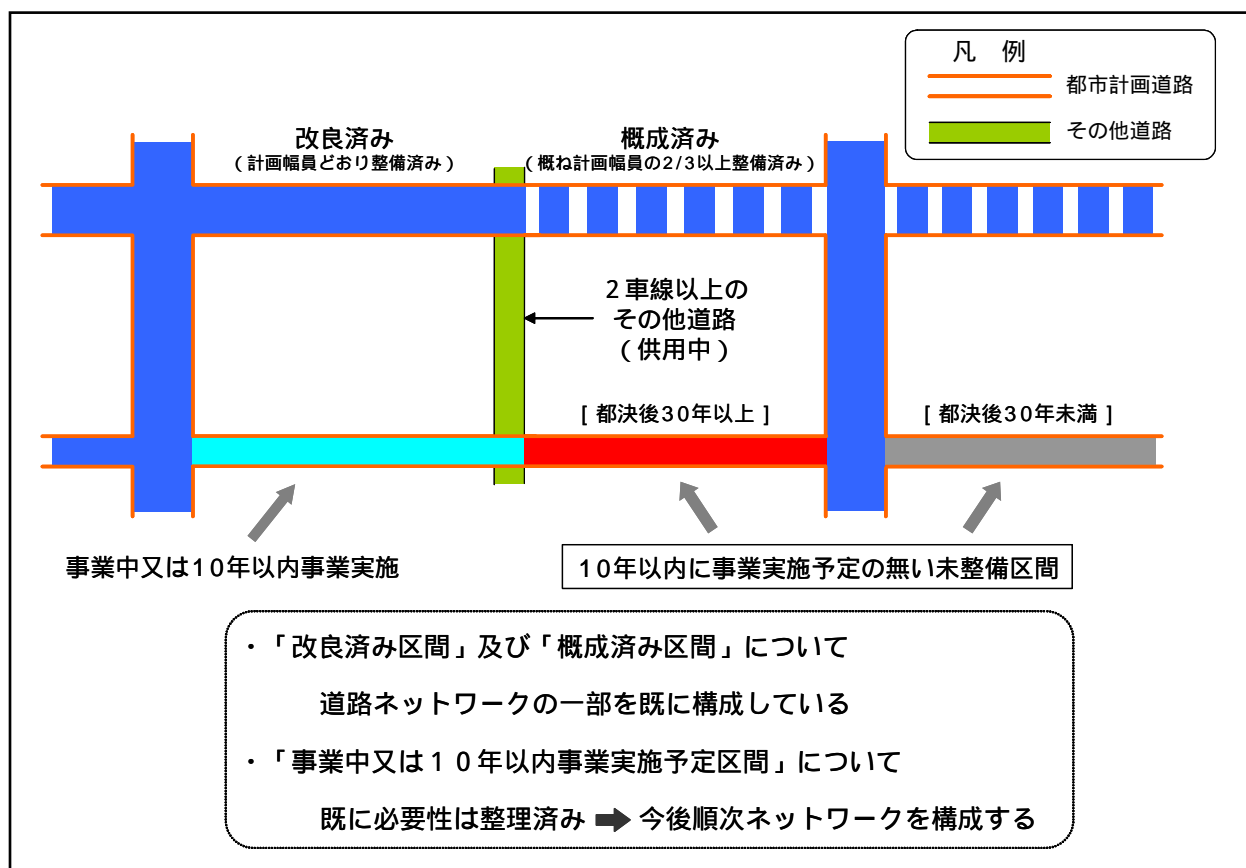 凡 例
都市計画道路
その他道路
改良済み
（計画幅員どおり整備済み）
概成済み
（概ね計画幅員の2/3以上整備済み）
２車線以上の
その他道路
（供用中）
[ 都決後30年以上 ]
[ 都決後30年未満 ]
事業中又は10年以内事業実施
10年以内に事業実施予定の無い未整備区間
・「改良済み区間」及び「概成済み区間」について
道路ネットワークの一部を既に構成している
・「事業中又は１０年以内事業実施予定区間」について
既に必要性は整理済み ➡ 今後順次ネットワークを構成する